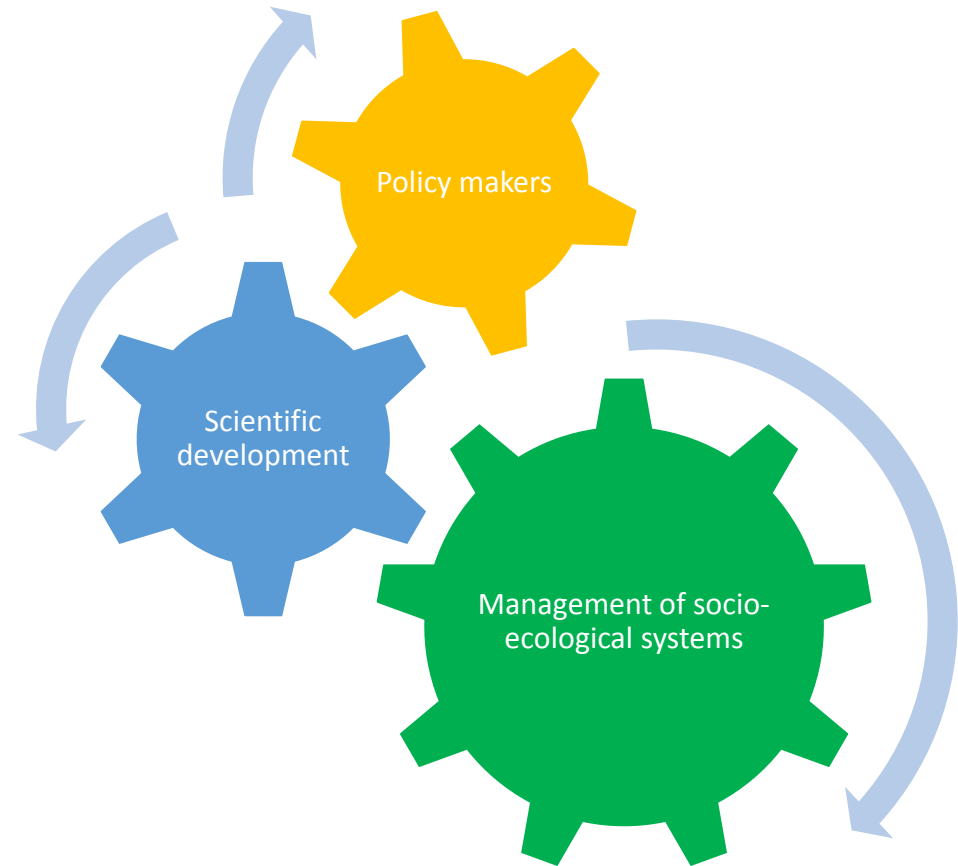 Policy makers
Scientific
development
Management of socio-
ecological systems